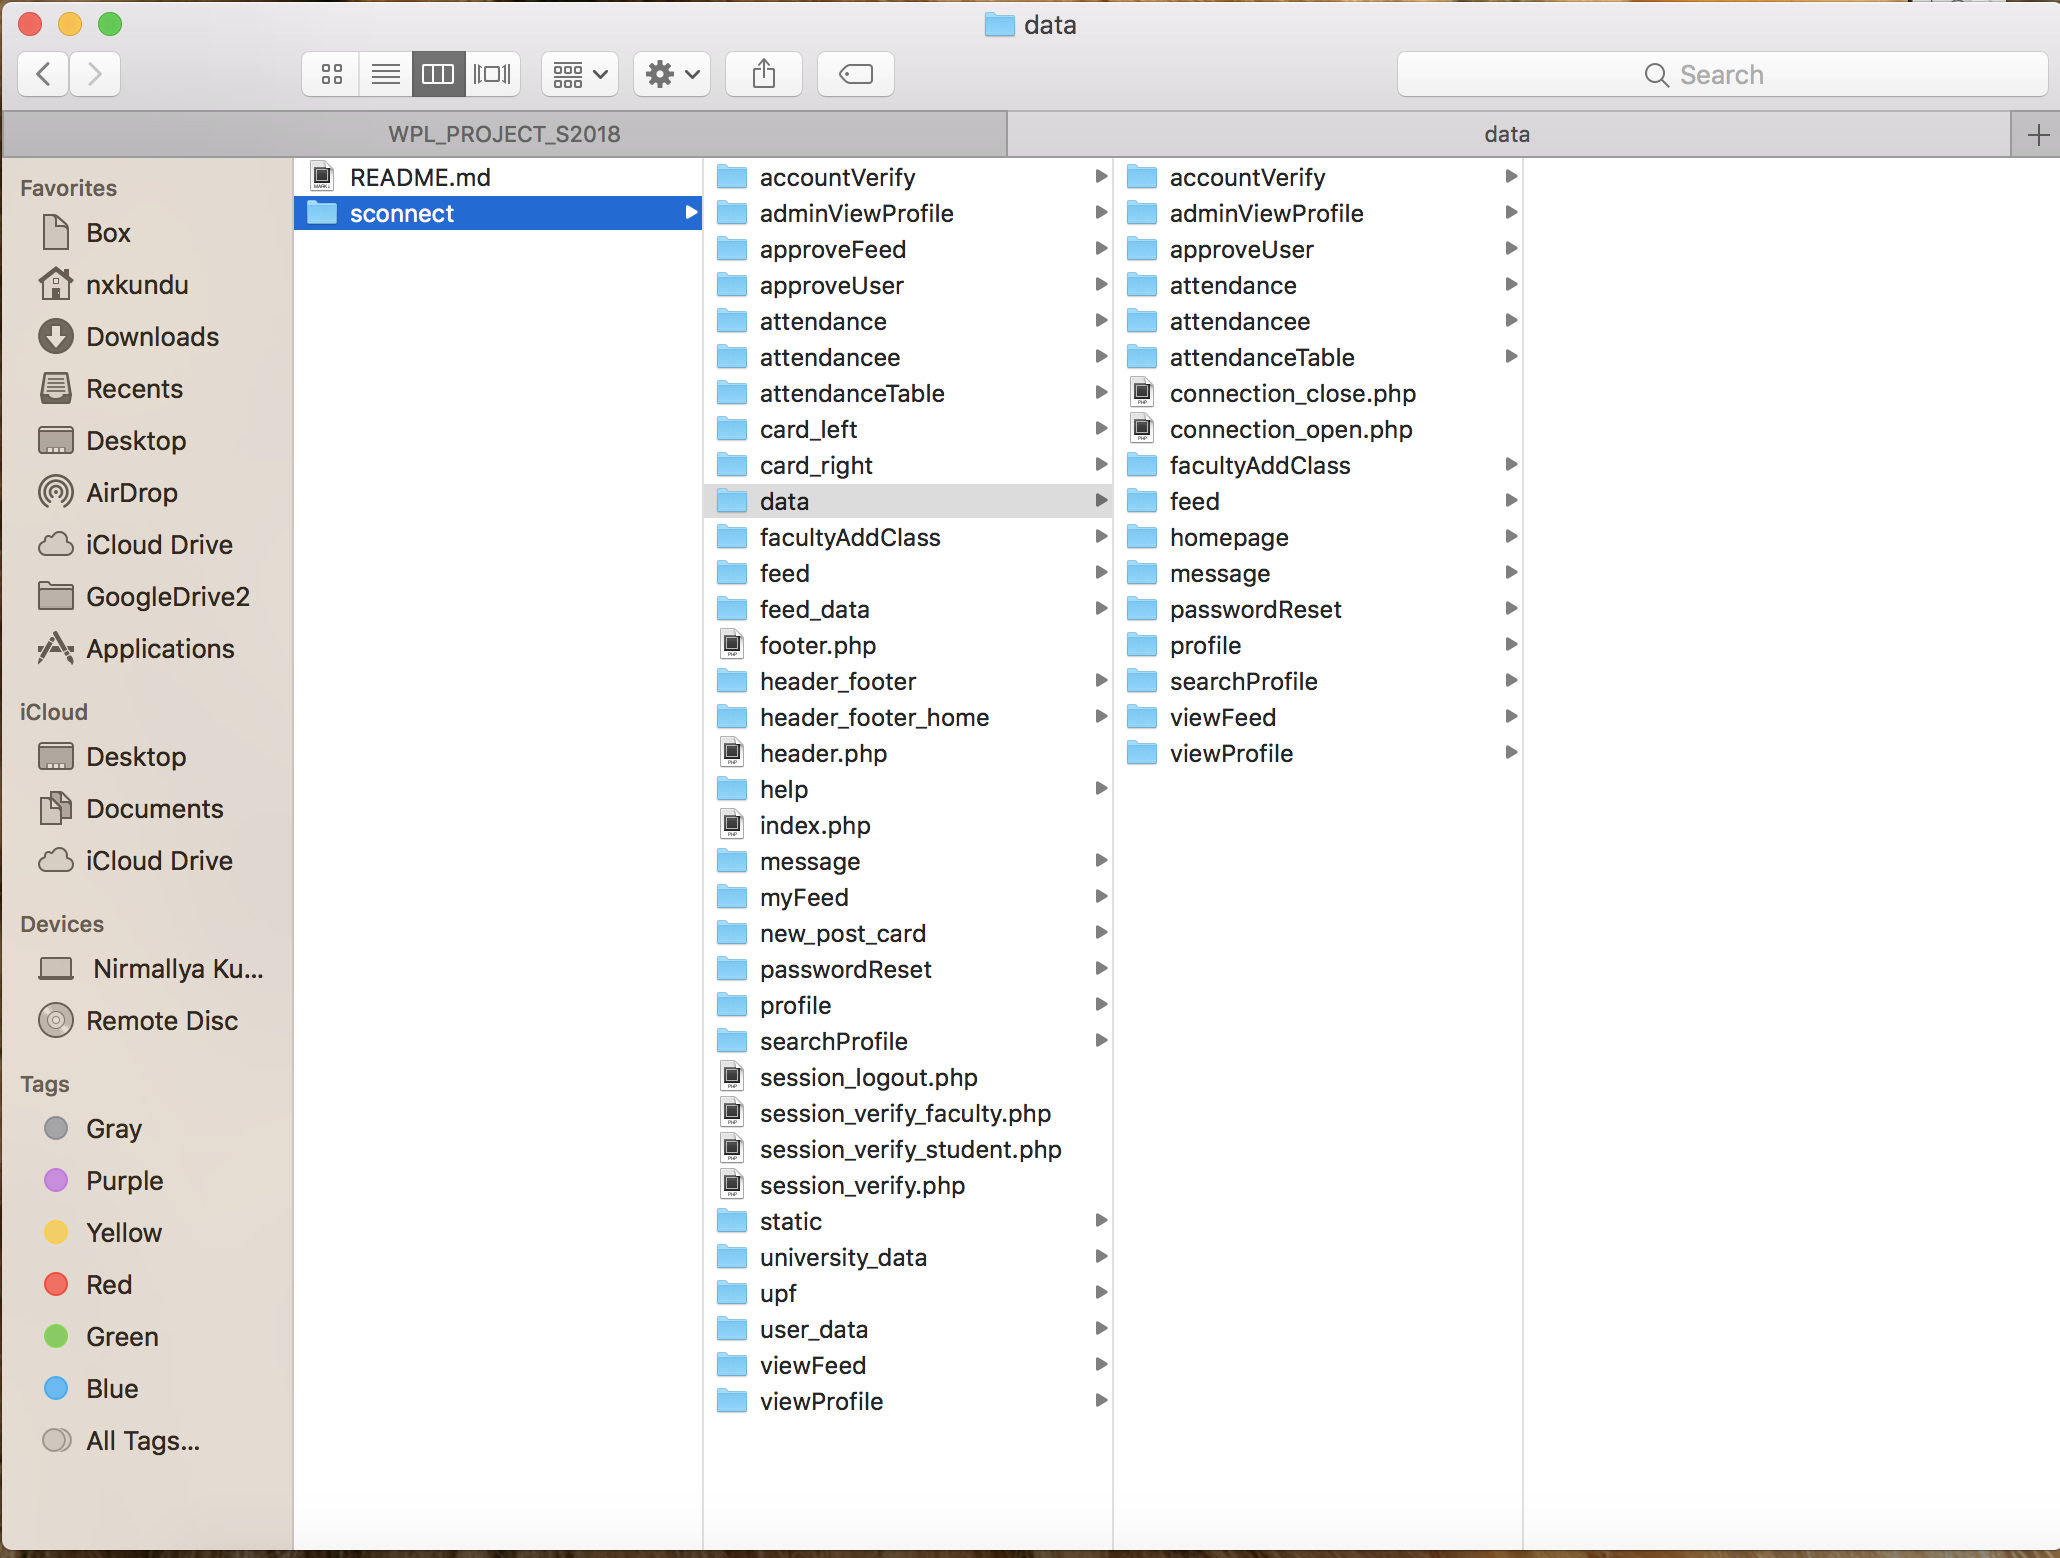 data
Search
WPL_PROJECT_S2018
data
Favorites
Box
nxkundu
Downloads
Recents
Desktop
AirDrop
iCloud Drive
GoogleDrive2
Applications
iCloud
Desktop
Documents
iCloud Drive
Devices
Nirmallya Ku...
Remote Disc
Tags
Gray
Purple
Yellow
Red
Green
Blue
All Tags...
README.md
sconnect
accountVerify
adminViewProfile
approveFeed
approveUser
attendance
attendancee
attendanceTable
card_left
card_right
data
facultyAddClass
feed
feed_data
footer.php
header_footer
header_footer_home
header.php
help
index.php
message
myFeed
new_post_card
passwordReset
profile
searchProfile
session_logout.php
session_verify_faculty.php
session_verify_student.php
session_verify.php
static
university_data
upf
user_data
viewFeed
viewProfile
accountVerify
adminViewProfile
approveUser
attendance
attendancee
attendanceTable
connection_close.php
connection_open.php
facultyAddClass
feed
homepage
message
passwordReset
profile
searchProfile
viewFeed
viewProfile